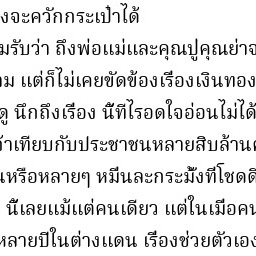 งจะควักกระเป๋าได้
มรับว่า ถึงพ่อแม่และคุณปู่คุณย่าจ
ม แต่ก็ไม่เคยขัดข้องเรื่องเงินทอง
ดู นึกถึงเรื่อง นี้ทีไรอดใจอ่อนไม่ได้
้าเทียบกับประชาชนหลายสิบล้าน
นหรือหลายๆ หมื่นละกระมังที่โชคดี
นี้เลยแม้แต่คนเดียว แต่ในเมื่อค
หลายปีในต่างแดน เรื่องช่วยตัวเอง